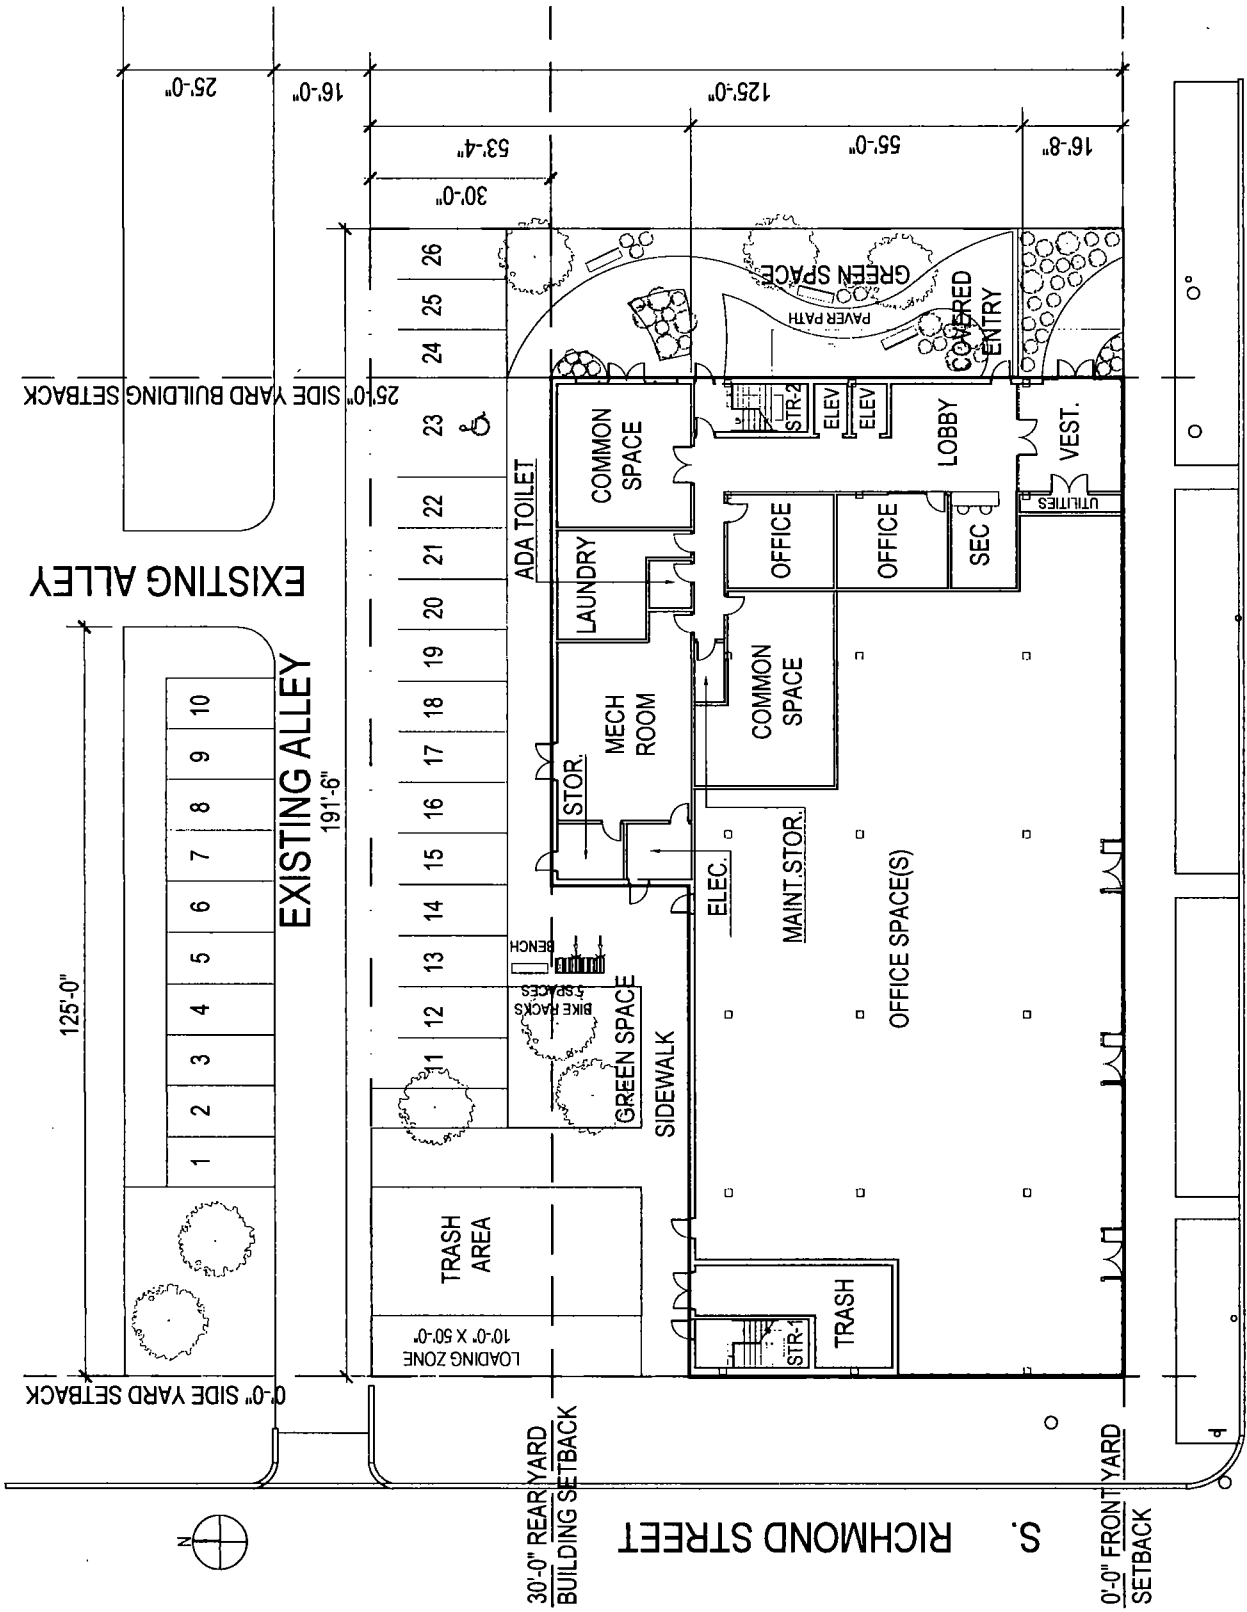 0'-0" SIDE YARD SETBACK
25'-0" SIDE YARD BUILDING SETBACK
125'-0"
EXISTING ALLEY
25'-0"
1
2
3
4
5
6
7
8
9
10
EXISTING ALLEY
191'-6"
16'-0"
125'-0"
LOADING ZONE
10'-0" X 50'-0"
TRASH
AREA
11
12
13
14
15
16
17
18
19
20
21
22
23
24
25
26
53'-4"
30'-0"
30'-0" REAR YARD
BUILDING SETBACK
BENCH
BIKE RACKS
5 SPACES
GREEN SPACE
SIDEWALK
ADA TOILET
STOR.
MECH
ROOM
LAUNDRY
COMMON
SPACE
ELEC.
MAINT.STOR.
COMMON
SPACE
OFFICE
OFFICE
SEC
STR-2
ELEV
ELEV
LOBBY
VEST.
UTILITIES
COVERED
ENTRY
PAVER PATH
GREEN SPACE
55'-0"
16'-8"
STR-1
TRASH
OFFICE SPACE(S)
N
S. RICHMOND STREET
0'-0" FRONT YARD
SETBACK